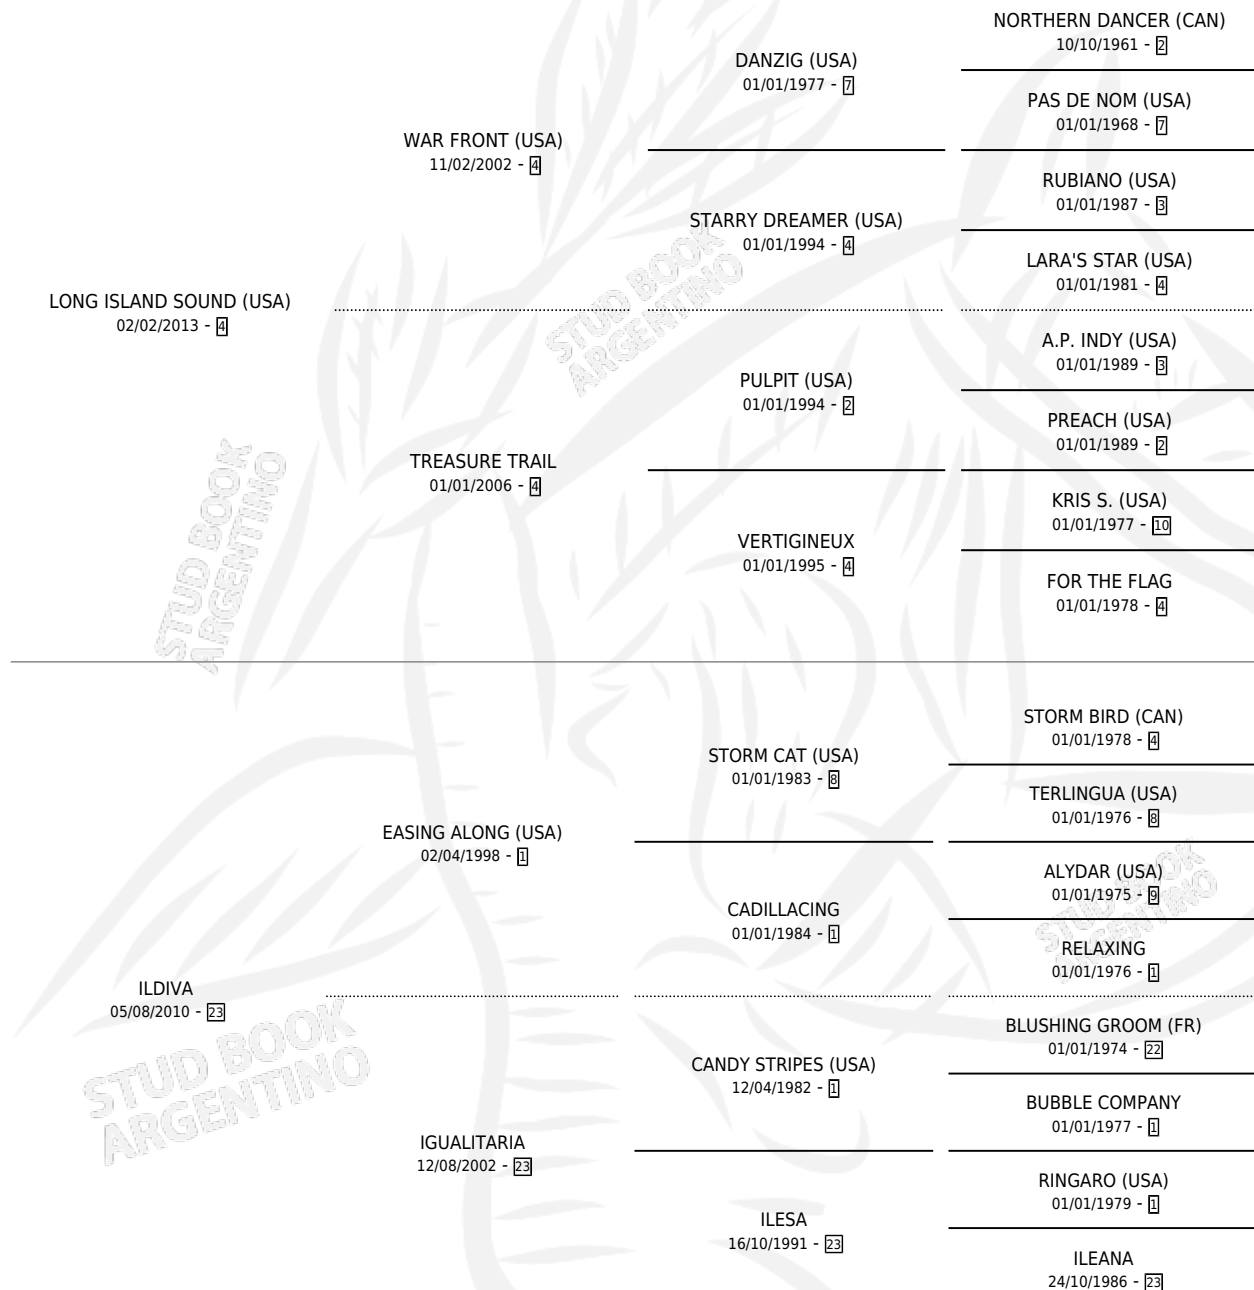 NORTHERN DANCER (CAN)
10/10/1961 - 2
DANZIG (USA)
01/01/1977 - 7
PAS DE NOM (USA)
01/01/1968 - 7
WAR FRONT (USA)
11/02/2002 - 4
RUBIANO (USA)
01/01/1987 - 3
STARRY DREAMER (USA)
01/01/1994 - 4
LARA'S STAR (USA)
01/01/1981 - 4
LONG ISLAND SOUND (USA)
02/02/2013 - 4
A.P. INDY (USA)
01/01/1989 - 3
PULPIT (USA)
01/01/1994 - 2
PREACH (USA)
01/01/1989 - 2
TREASURE TRAIL
01/01/2006 - 4
KRIS S. (USA)
01/01/1977 - 10
VERTIGINEUX
01/01/1995 - 4
FOR THE FLAG
01/01/1978 - 4
STORM BIRD (CAN)
01/01/1978 - 4
STORM CAT (USA)
01/01/1983 - 8
TERLINGUA (USA)
01/01/1976 - 8
EASING ALONG (USA)
02/04/1998 - 1
ALYDAR (USA)
01/01/1975 - 9
CADILLACING
01/01/1984 - 1
RELAXING
01/01/1976 - 1
ILDIVA
05/08/2010 - 23
BLUSHING GROOM (FR)
01/01/1974 - 22
CANDY STRIPES (USA)
12/04/1982 - 1
BUBBLE COMPANY
01/01/1977 - 1
IGUALITARIA
12/08/2002 - 23
RINGARO (USA)
01/01/1979 - 1
ILESA
16/10/1991 - 23
ILEANA
24/10/1986 - 23
STUD BOOK
ARGENTINO
STUD BOOK
ARGENTINO
STUD BOOK
ARGENTINO
STUD BOOK
ARGENTINO